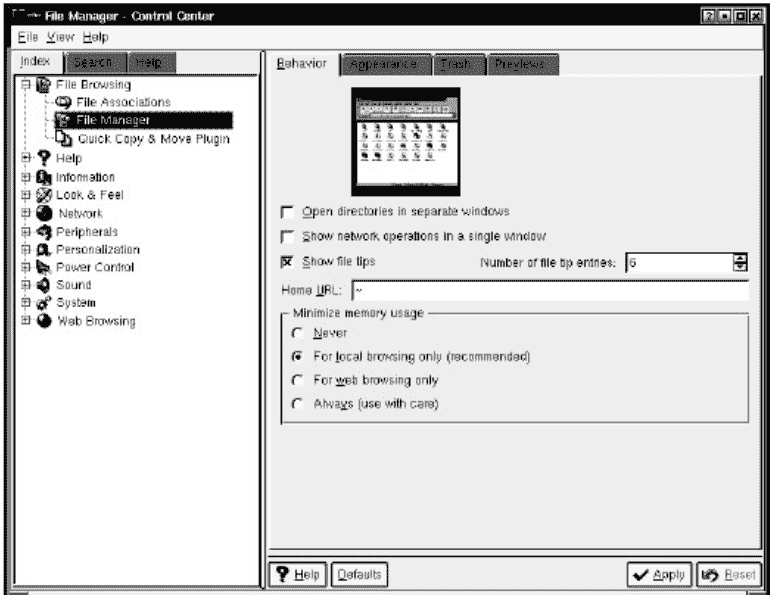 File Manager - Control Center
File View Help
Index Search Help
File Browsing
File Associations
File Manager
Quick Copy & Move Plugin
Help
Information
Look & Feel
Network
Peripherals
Personalization
Power Control
Sound
System
Web Browsing
Behavior Appearance Trash Previews
Open directories in separate windows
Show network operations in a single window
Show file tips Number of file tip entries: 6
Home URL: ~
Minimize memory usage
Never
For local browsing only (recommended)
For web browsing only
Always (use with care)
Help Defaults Apply Reset